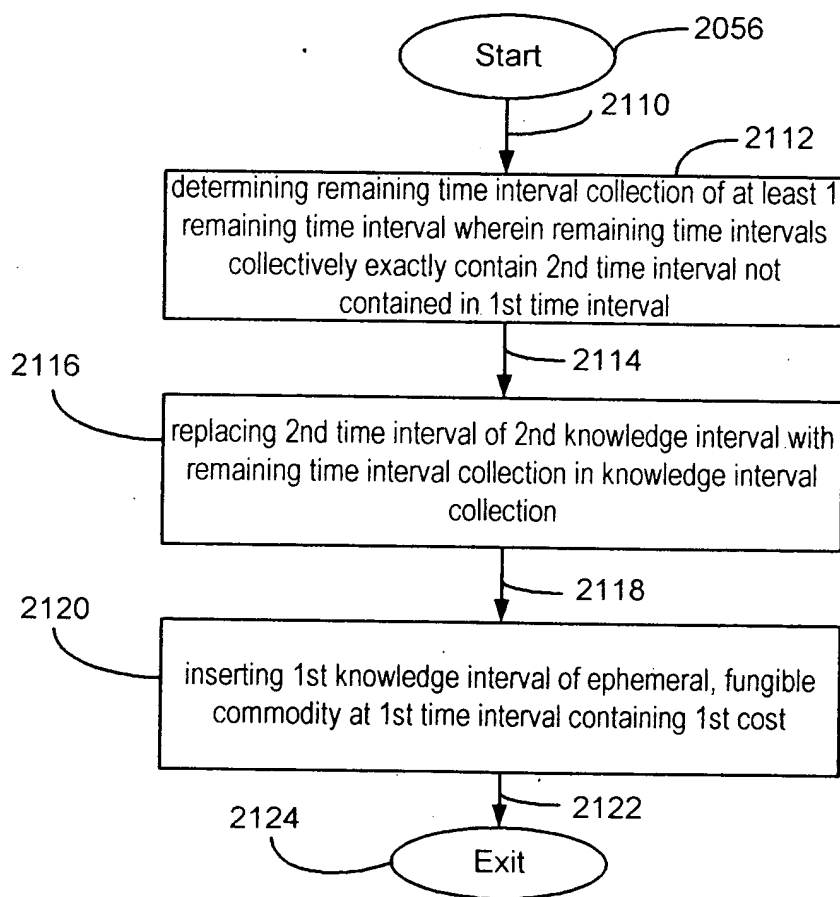 Start
2056
2110
2112
determining remaining time interval collection of at least 1
remaining time interval wherein remaining time intervals
collectively exactly contain 2nd time interval not
contained in 1st time interval
2114
2116
replacing 2nd time interval of 2nd knowledge interval with
remaining time interval collection in knowledge interval
collection
2118
2120
inserting 1st knowledge interval of ephemeral, fungible
commodity at 1st time interval containing 1st cost
2122
2124
Exit